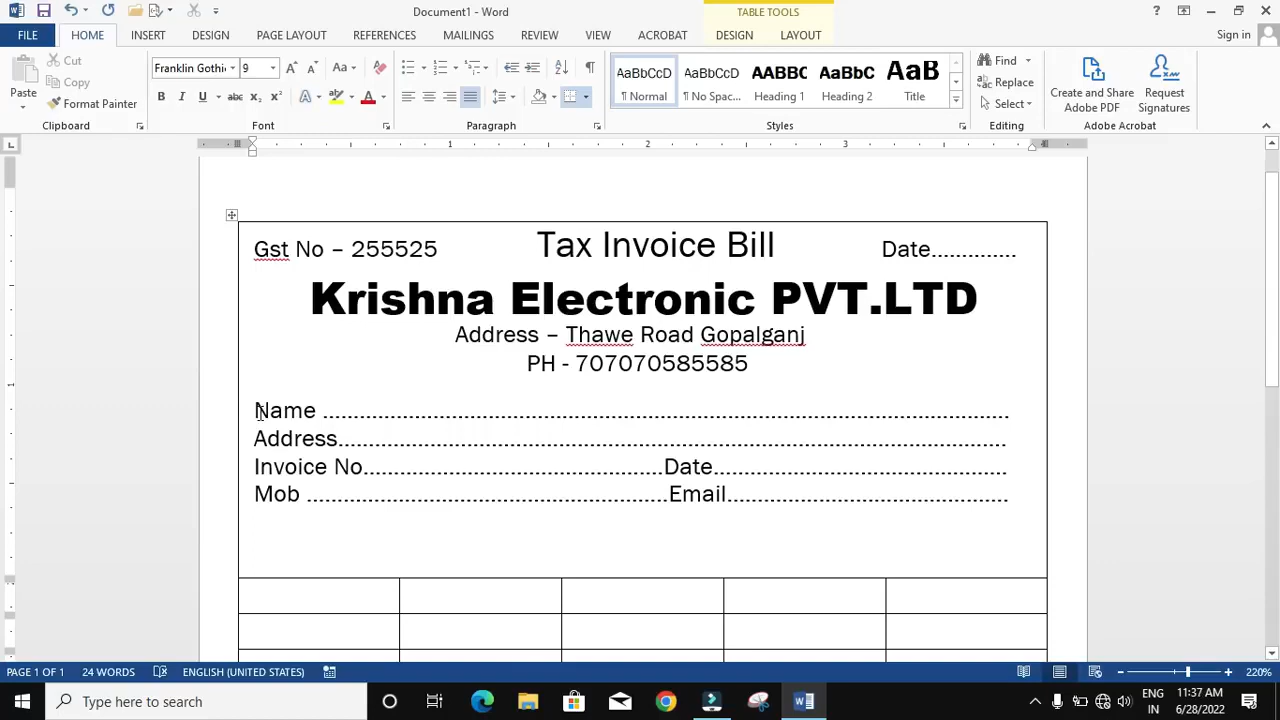 Document1 - Word
TABLE TOOLS
?
FILE
HOME
INSERT
DESIGN
PAGE LAYOUT
REFERENCES
MAILINGS
REVIEW
VIEW
ACROBAT
DESIGN
LAYOUT
Sign in
Paste
Cut
Copy
Format Painter
Clipboard
Franklin Gothi
9
Font
Paragraph
AaBbCcD
¶ Normal
AaBbCcD
¶ No Spac...
AABBC
Heading 1
AaBbC
Heading 2
AaB
Title
Styles
Find
Replace
Select
Editing
Create and Share
Adobe PDF
Request
Signatures
Adobe Acrobat
1
2
3
Gst No – 255525
Tax Invoice Bill
Date..............
Krishna Electronic PVT.LTD
Address – Thawe Road Gopalganj
PH - 707070585585
Name .........................................................................................
Address.......................................................................................
Invoice No.......................................Date......................................
Mob ...............................................Email....................................
PAGE 1 OF 1
24 WORDS
ENGLISH (UNITED STATES)
220%
Type here to search
ENG
IN
11:37 AM
6/28/2022